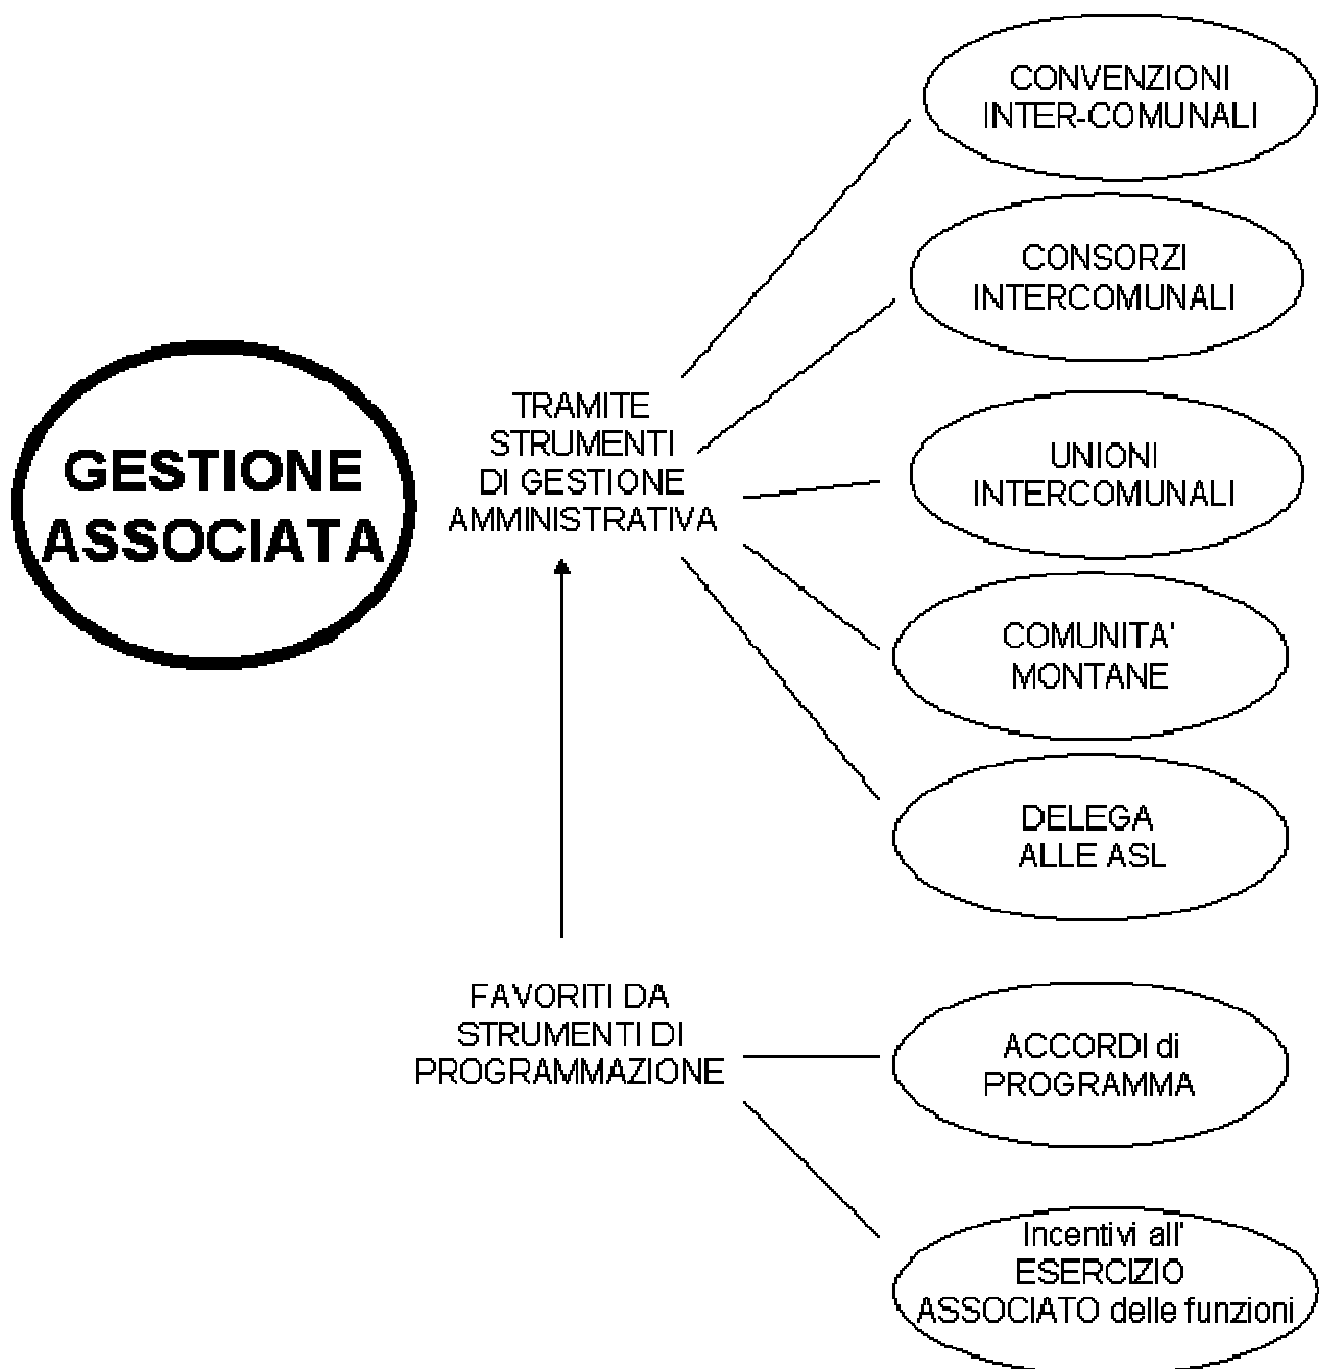 GESTIONE
ASSOCIATA
TRAMITE
STRUMENTI
DI GESTIONE
AMMINISTRATIVA
CONVENZIONI
INTER-COMUNALI
CONSORZI
INTERCOMUNALI
UNIONI
INTERCOMUNALI
COMUNITA'
MONTANE
DELEGA
ALLE ASL
FAVORITI DA
STRUMENTI DI
PROGRAMMAZIONE
ACCORDI di
PROGRAMMA
Incentivi all'
ESERCIZIO
ASSOCIATO delle funzioni